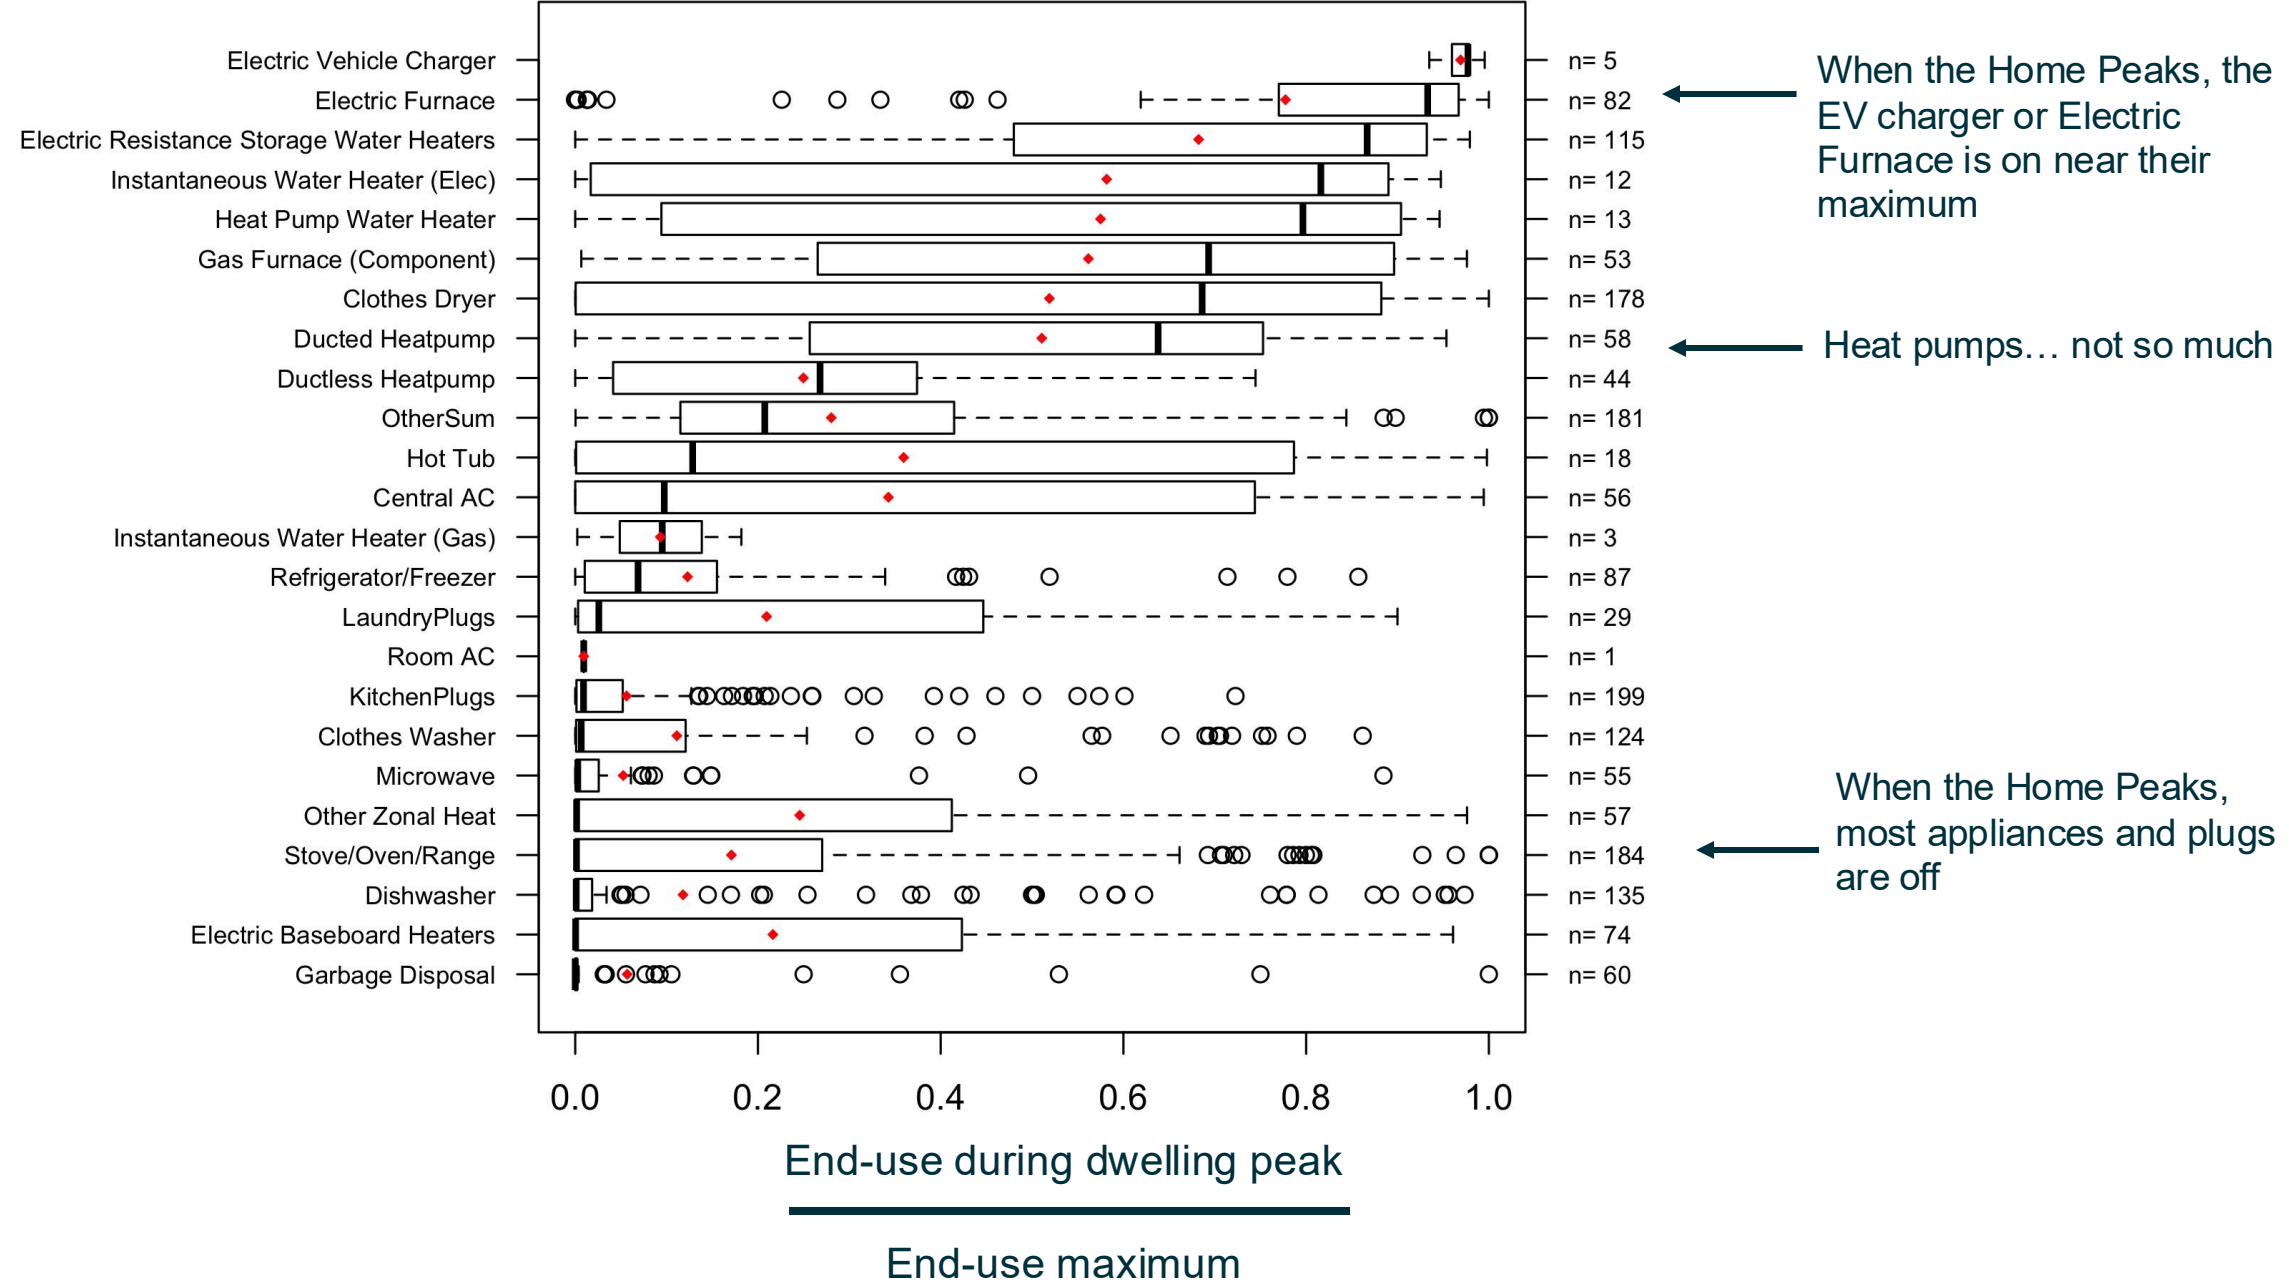 Electric Vehicle Charger n= 5
Electric Furnace n= 82
Electric Resistance Storage Water Heaters n= 115
Instantaneous Water Heater (Elec) n= 12
Heat Pump Water Heater n= 13
Gas Furnace (Component) n= 53
Clothes Dryer n= 178
Ducted Heatpump n= 58
Ductless Heatpump n= 44
OtherSum n= 181
Hot Tub n= 18
Central AC n= 56
Instantaneous Water Heater (Gas) n= 3
Refrigerator/Freezer n= 87
LaundryPlugs n= 29
Room AC n= 1
KitchenPlugs n= 199
Clothes Washer n= 124
Microwave n= 55
Other Zonal Heat n= 57
Stove/Oven/Range n= 184
Dishwasher n= 135
Electric Baseboard Heaters n= 74
Garbage Disposal n= 60
When the Home Peaks, the
EV charger or Electric
Furnace is on near their
maximum
Heat pumps… not so much
When the Home Peaks,
most appliances and plugs
are off
0.0 0.2 0.4 0.6 0.8 1.0
End-use during dwelling peak
End-use maximum